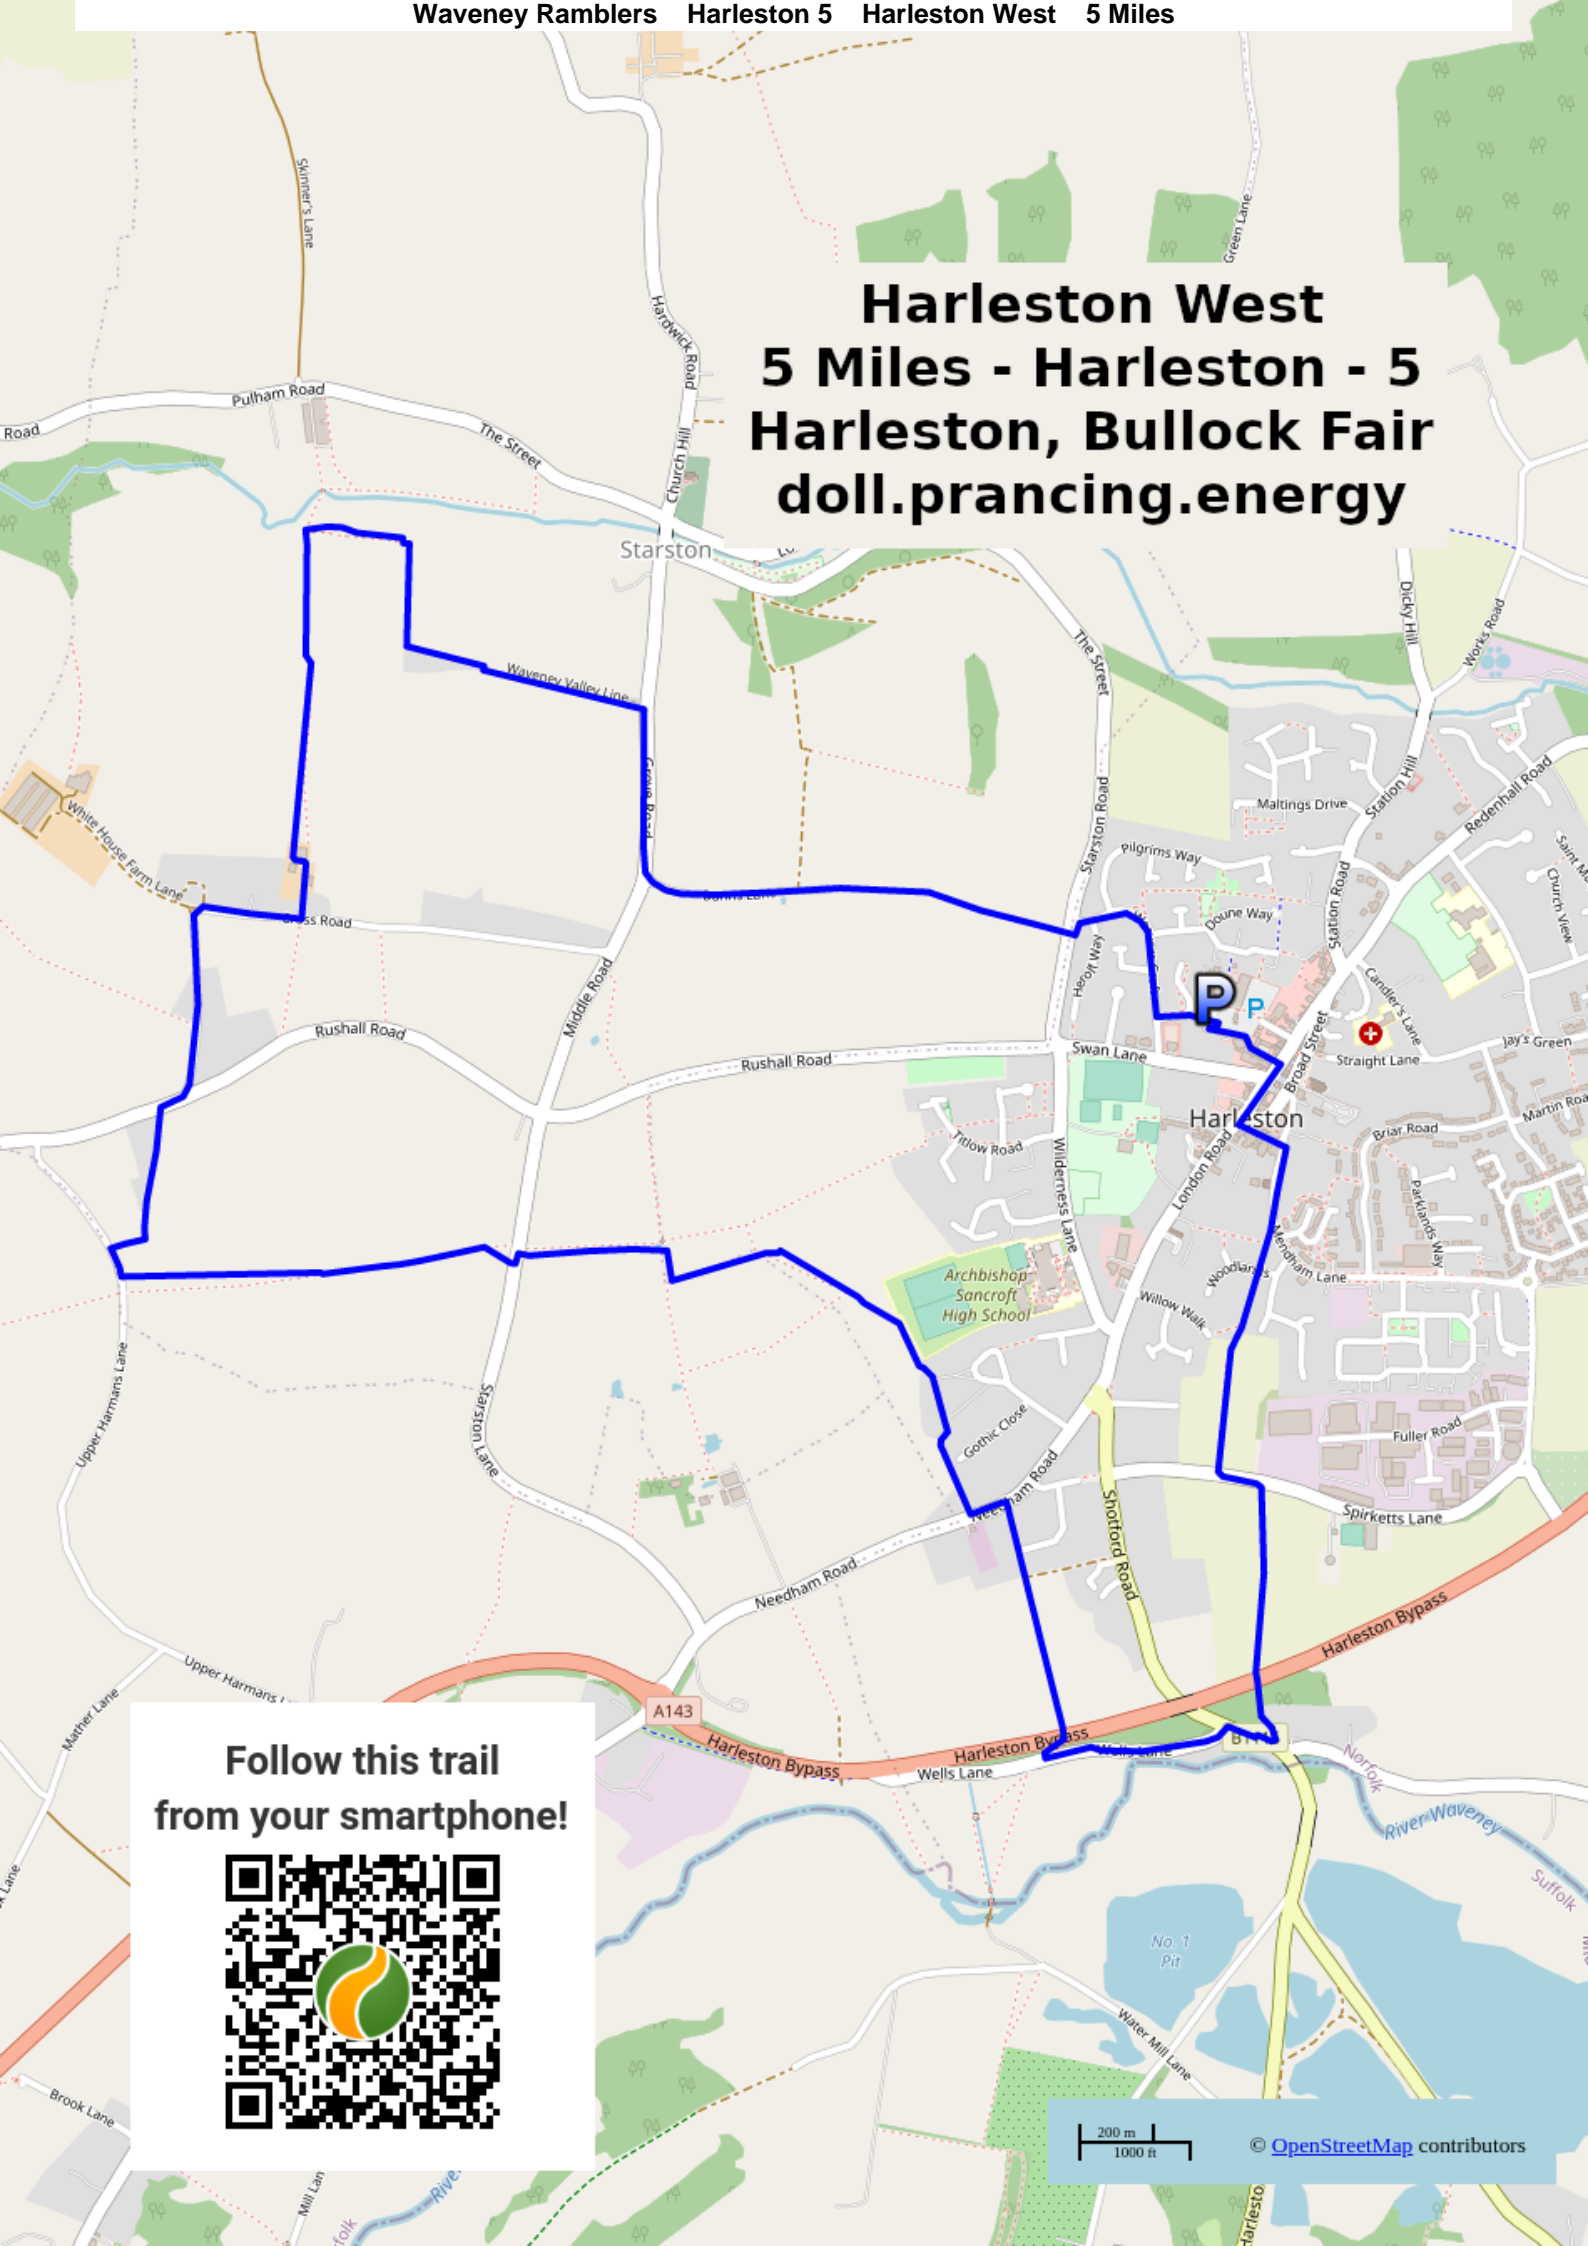 Waveney Ramblers Harleston 5 Harleston West 5 Miles
Harleston West
5 Miles - Harleston - 5
Harleston, Bullock Fair
doll.prancing.energy
Skinner's Lane
Green Lane
Hardwick Road
Pulham Road
Road
The Street
Church Hill
Starston
Dicky Hill
Works Road
The Street
Waveney Valley Line
Station Hill
Redenhall Road
Maltings Drive
White House Farm Lane
Starston Road
Pilgrims Way
Station Road
Church View
Doune Way
Cross Road
Herolf Way
Middle Road
P
P
Candler's Lane
Rushall Road
Swan Lane
Rushall Road
Broad Street
Straight Lane
Jay's Green
Harleston
Briar Road
Titlow Road
Wilderness Lane
London Road
Parklands Way
Mendham Lane
Woodlands
Archbishop
Sancroft
High School
Willow Walk
Upper Harmans Lane
Starston Lane
Gothic Close
Fuller Road
Needham Road
Shotford Road
Spirketts Lane
Needham Road
Harleston Bypass
Mather Lane
A143
Harleston Bypass
Harleston Bypass
Wells Lane
Wells Lane
Norfolk
River Waveney
Suffolk
Follow this trail
from your smartphone!
No. 1
Pit
Water Mill Lane
Brook Lane
200 m
1000 ft
© OpenStreetMap contributors